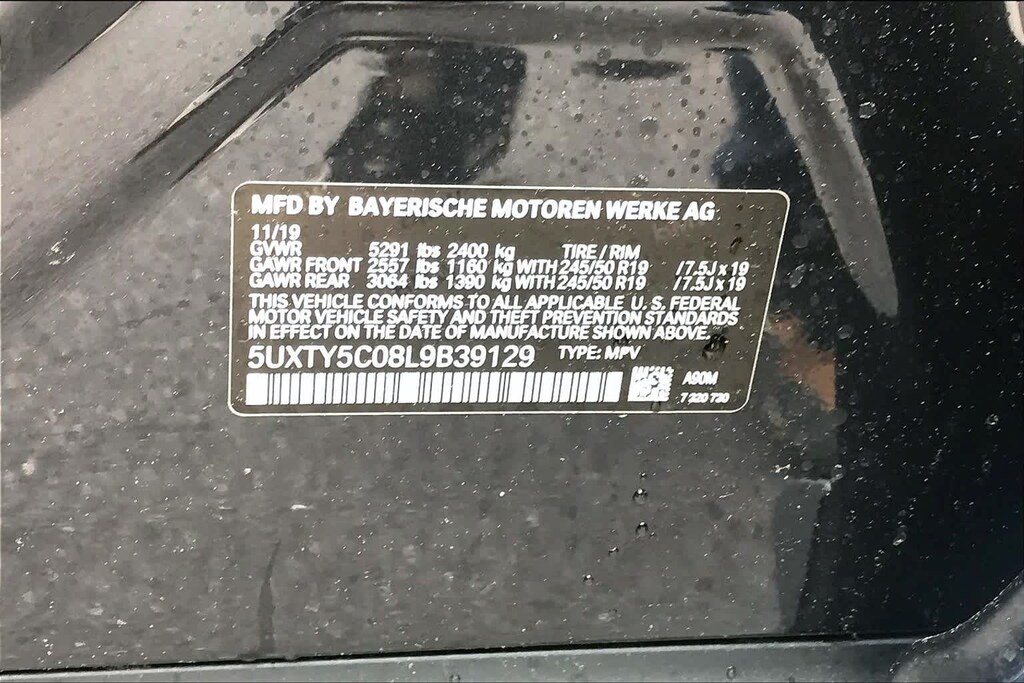 MFD BY BAYERISCHE MOTOREN WERKE AG
11/19
GVWR 5291 lbs 2400 kg TIRE / RIM
GAWR FRONT 2557 lbs 1160 kg WITH 245/50 R19 / 7.5J x 19
GAWR REAR 3064 lbs 1390 kg WITH 245/50 R19 / 7.5J x 19
THIS VEHICLE CONFORMS TO ALL APPLICABLE U. S. FEDERAL
MOTOR VEHICLE SAFETY AND THEFT PREVENTION STANDARDS
IN EFFECT ON THE DATE OF MANUFACTURE SHOWN ABOVE.
5UXTY5C08L9B39129 TYPE: MPV
A90M
7 320 730